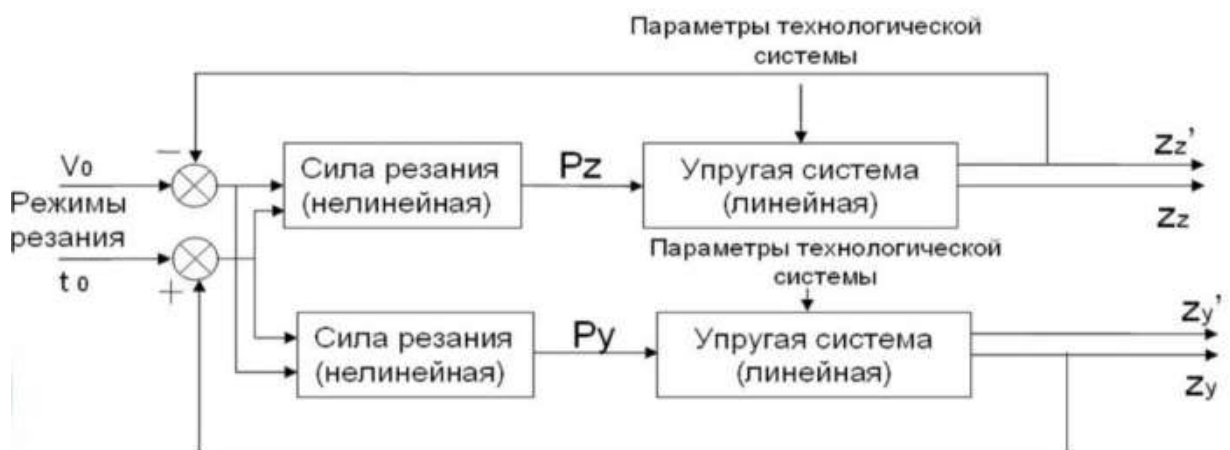 Параметры технологической
системы
−
V0
Режимы
резания
t0
+
Сила резания
(нелинейная)
Pz
Упругая система
(линейная)
zz'
zz
Параметры технологической
системы
Сила резания
(нелинейная)
Py
Упругая система
(линейная)
zy'
zy